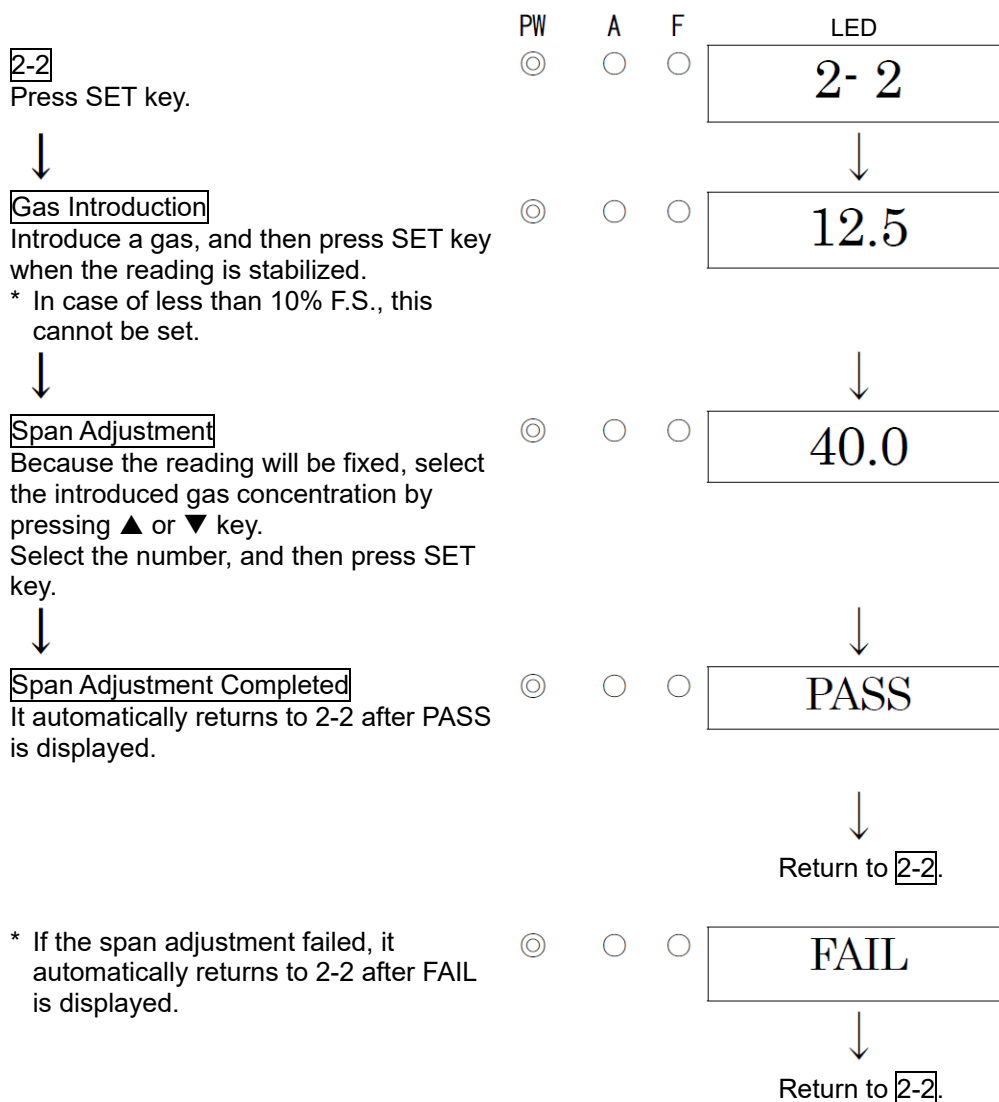 PW A F LED
2-2
2- 2
Press SET key.
↓ ↓
Gas Introduction
12.5
Introduce a gas, and then press SET key
when the reading is stabilized.
* In case of less than 10% F.S., this
cannot be set.
↓ ↓
Span Adjustment
40.0
Because the reading will be fixed, select
the introduced gas concentration by
pressing ▲ or ▼ key.
Select the number, and then press SET
key.
↓ ↓
Span Adjustment Completed
PASS
It automatically returns to 2-2 after PASS
is displayed.
↓
Return to 2-2.
* If the span adjustment failed, it
automatically returns to 2-2 after FAIL
is displayed.
FAIL
↓
Return to 2-2.